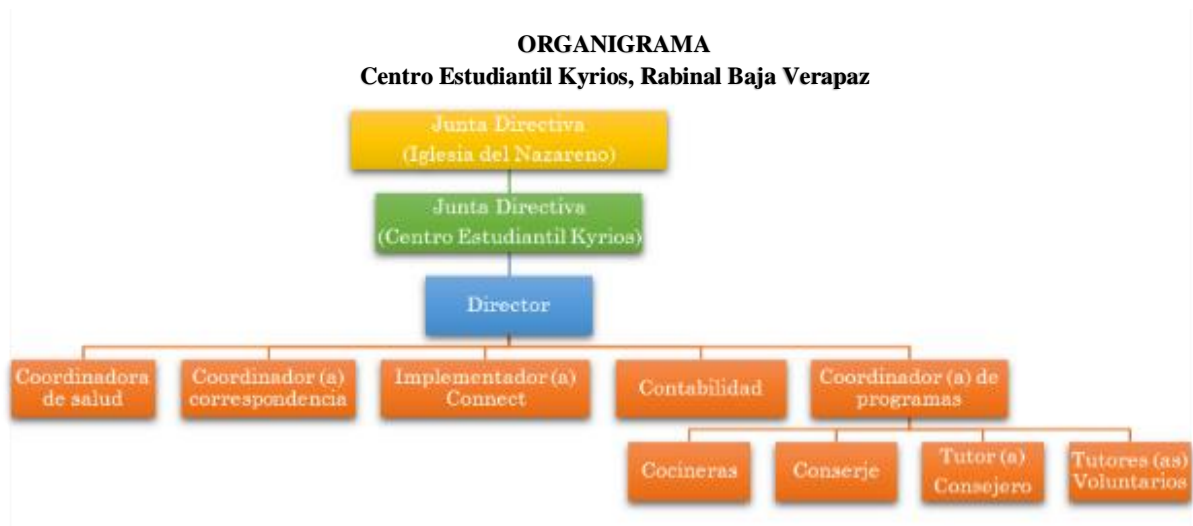 ORGANIGRAMA
Centro Estudiantil Kyrios, Rabinal Baja Verapaz
Junta Directiva
(Iglesia del Nazareno)
Junta Directiva
(Centro Estudiantil Kyrios)
Director
Coordinadora
de salud
Coordinador (a)
correspondencia
Implementador (a)
Connect
Contabilidad
Coordinador (a) de
programas
Cocineras
Conserje
Tutor (a)
Consejero
Tutores (as)
Voluntarios